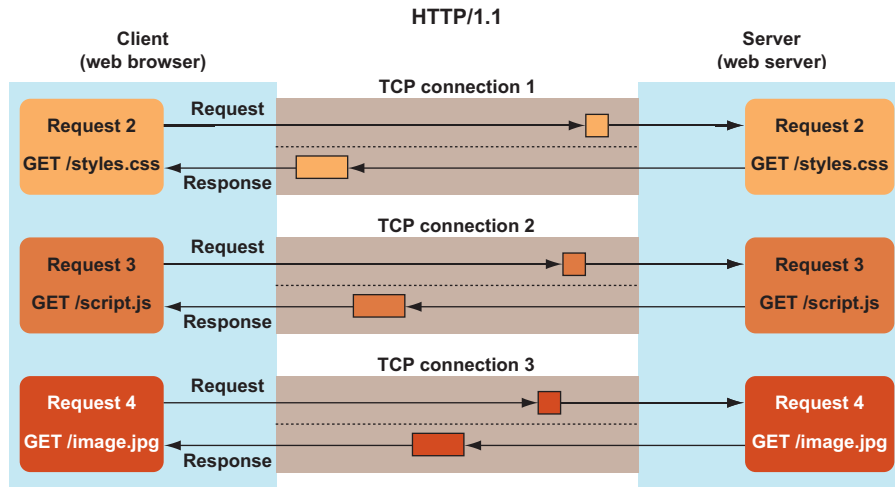 HTTP/1.1
Client
(web browser)
Server
(web server)
TCP connection 1
Request 2
GET /styles.css
Request
Response
Request 2
GET /styles.css
TCP connection 2
Request 3
GET /script.js
Request
Response
Request 3
GET /script.js
TCP connection 3
Request 4
GET /image.jpg
Request
Response
Request 4
GET /image.jpg